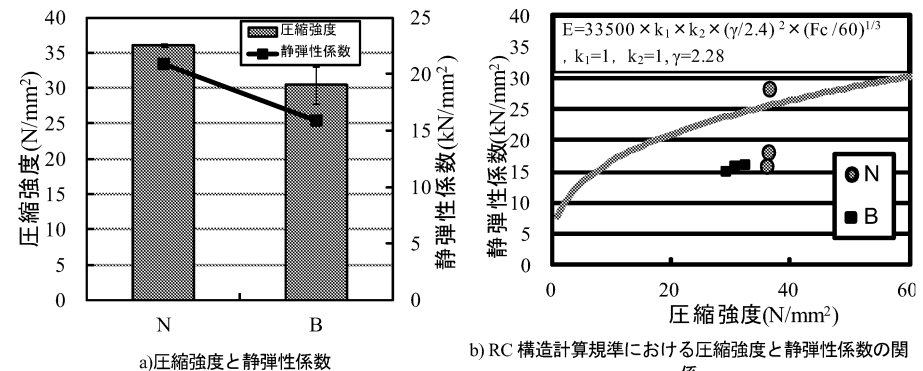 40
35
30
25
20
15
10
5
0
圧縮強度(N/mm²)
圧縮強度
静弾性係数
25
20
15
10
5
0
静弾性係数(kN/mm²)
N B
a)圧縮強度と静弾性係数
E=33500×k₁×k₂×(γ/2.4)²×(Fc/60)¹/³
, k₁=1, k₂=1, γ=2.28
40
35
30
25
20
15
10
5
0
静弾性係数(kN/mm²)
N
B
0 20 40 60
圧縮強度(N/mm²)
b) RC 構造計算規準における圧縮強度と静弾性係数の関
係